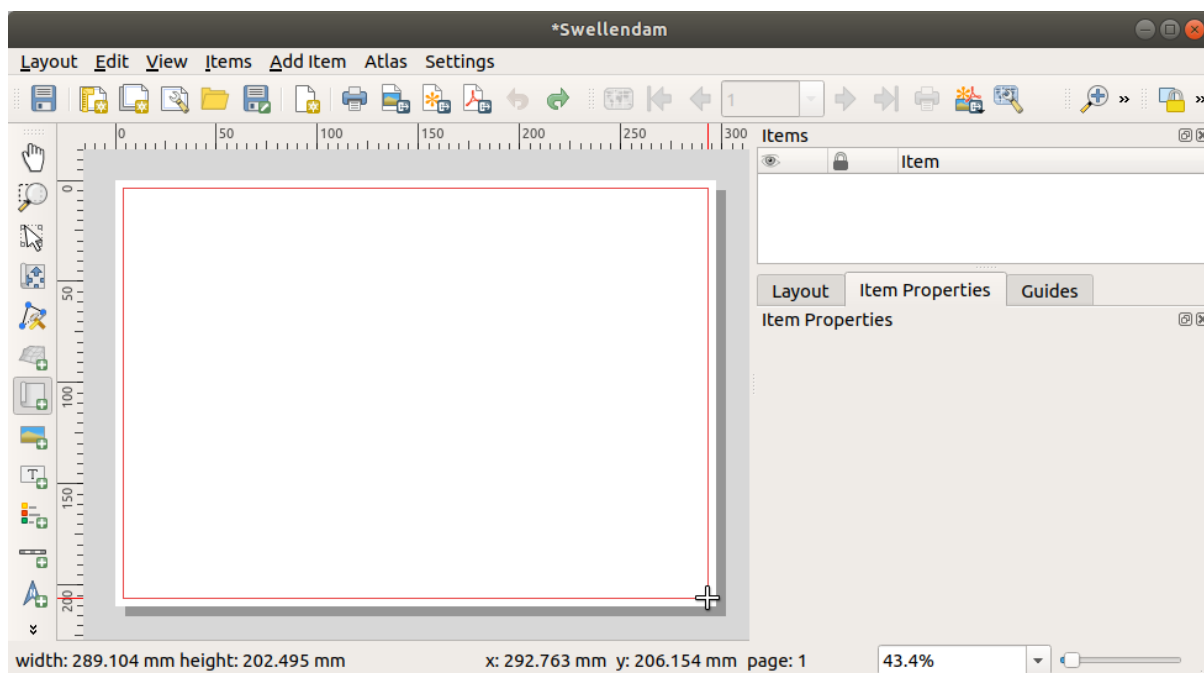 *Swellendam
Layout Edit View Items Add Item Atlas Settings
1
0 50 100 150 200 250 300
Items
Item
0
50
100
150
200
Layout Item Properties Guides
Item Properties
T
width: 289.104 mm height: 202.495 mm x: 292.763 mm y: 206.154 mm page: 1 43.4%